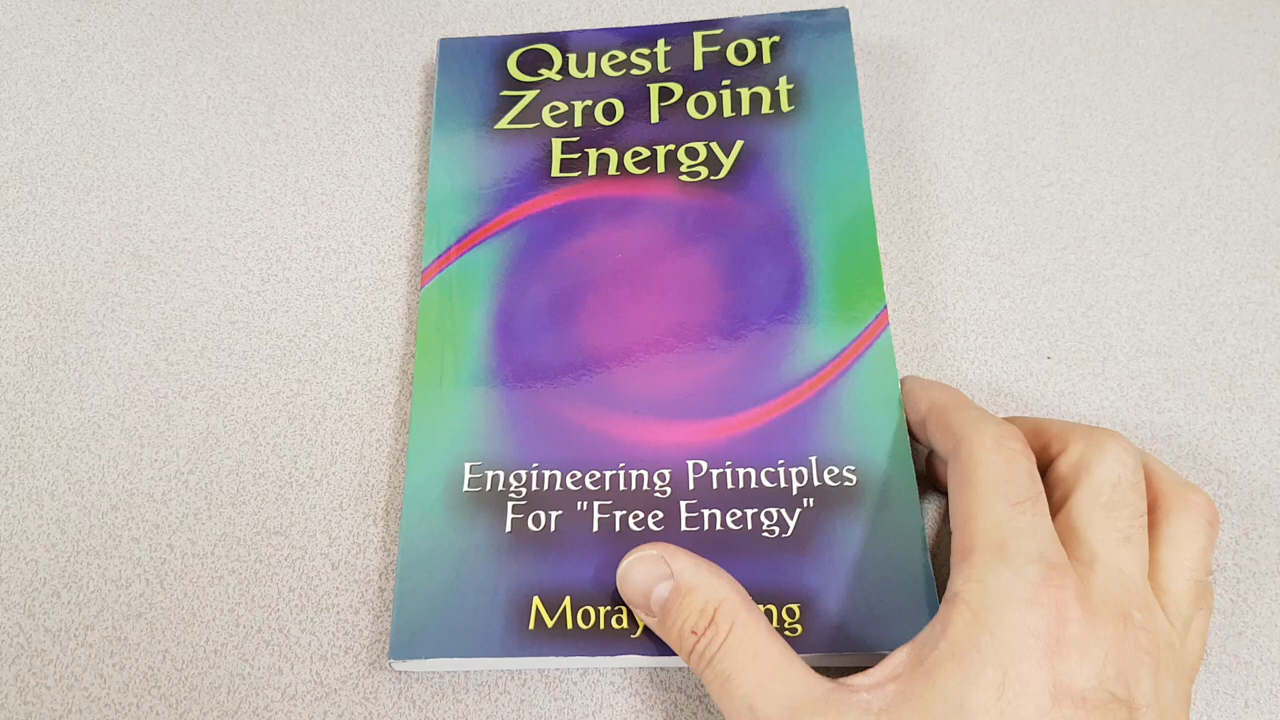 Quest For
Zero Point
Energy
Engineering Principles
For "Free Energy"
Moray